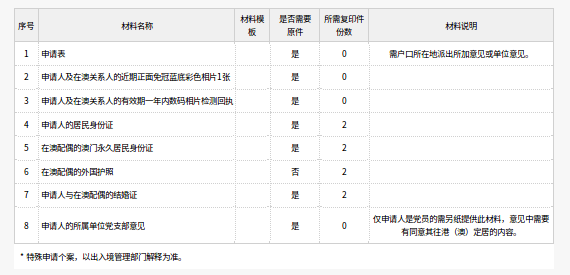 序号 材料名称 材料模板 是否需要原件 所需复印件份数 材料说明
1 申请表 是 0 需户口所在地派出所加意见或单位意见。
2 申请人及在澳关系人的近期正面免冠蓝底彩色相片1张 是 0
3 申请人及在澳关系人的有效期一年内数码相片检测回执 是 0
4 申请人的居民身份证 是 2
5 在澳配偶的澳门永久居民身份证 是 2
6 在澳配偶的外国护照 否 2
7 申请人与在澳配偶的结婚证 是 2
8 申请人的所属单位党支部意见 是 0 仅申请人是党员的需另纸提供此材料，意见中需要
有同意其往港（澳）定居的内容。
* 特殊申请个案，以出入境管理部门解释为准。